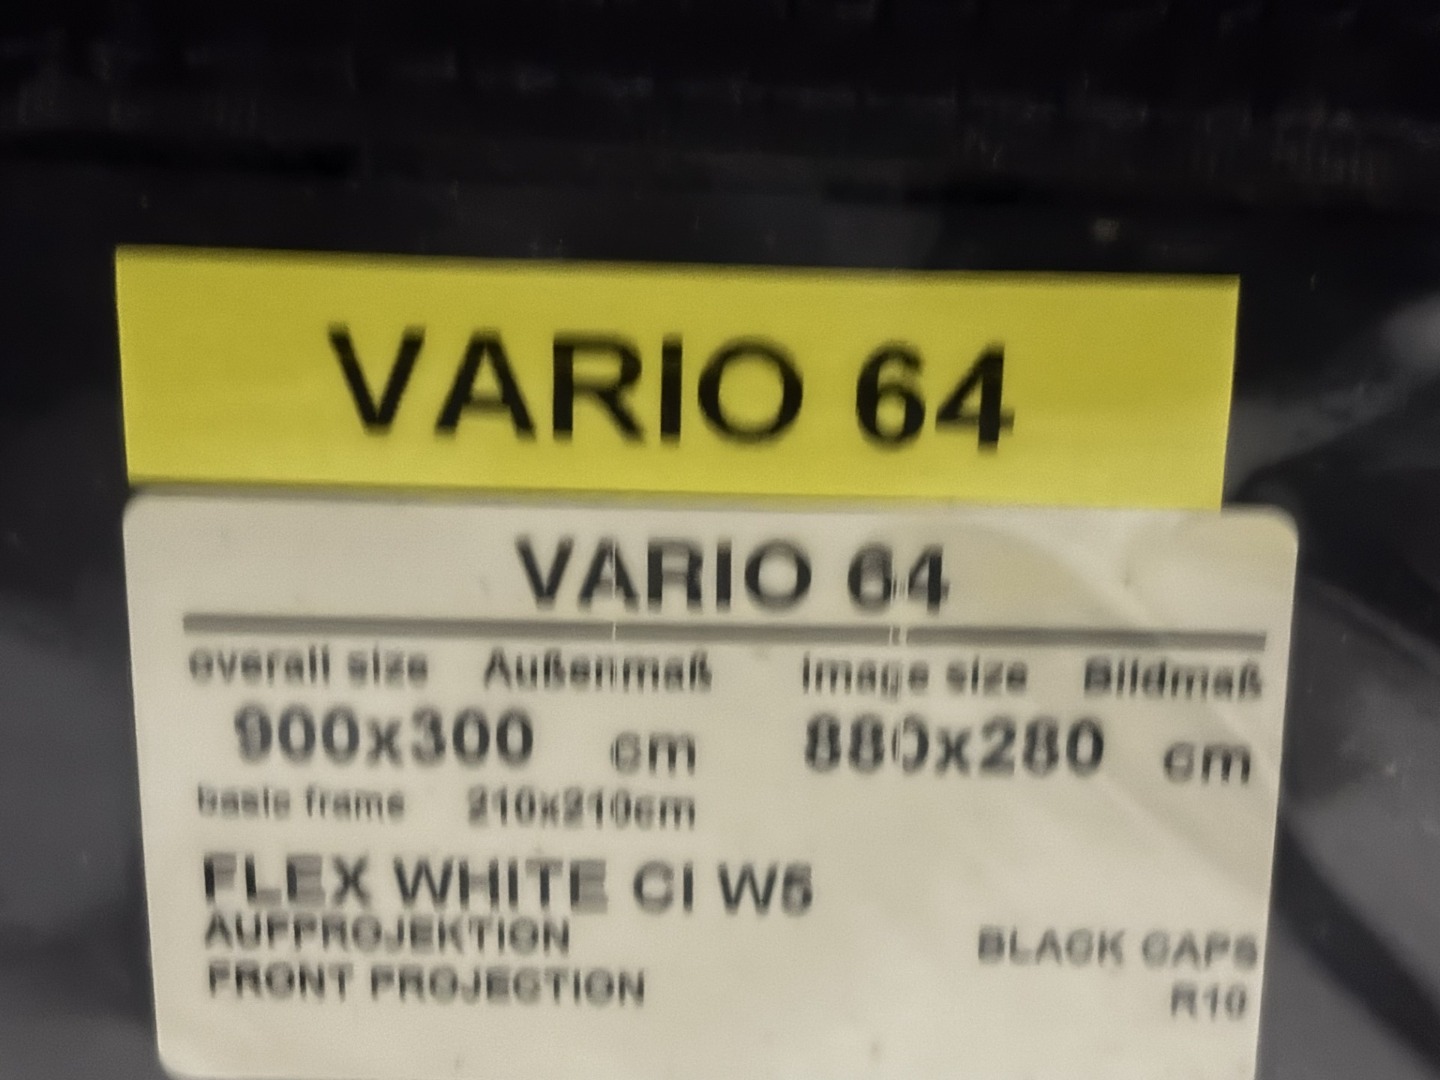 VARIO 64
VARIO 64
overall size Außenmaß image size Bildmaß
900x300 cm 880x280 cm
basic frame 210x210cm
FLEX WHITE CI W5
AUFPROJEKTION BLACK CAPS
FRONT PROJECTION R10